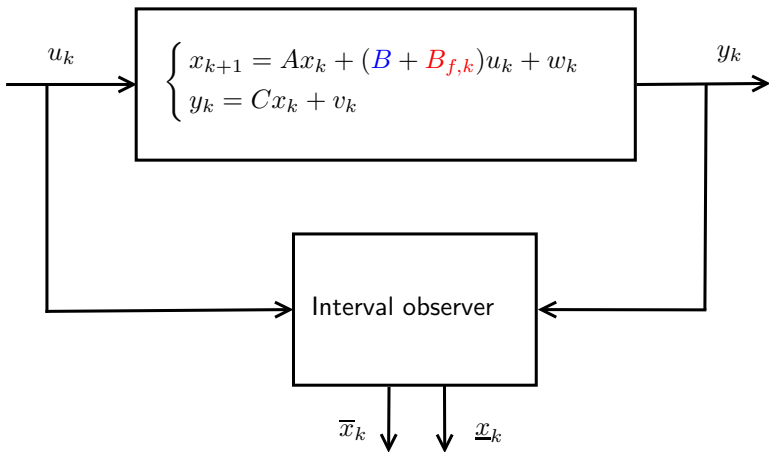 u_k
x_{k+1} = Ax_k + (B + B_{f,k})u_k + w_k
y_k
y_k = Cx_k + v_k
Interval observer
\overline{x}_k
\underline{x}_k